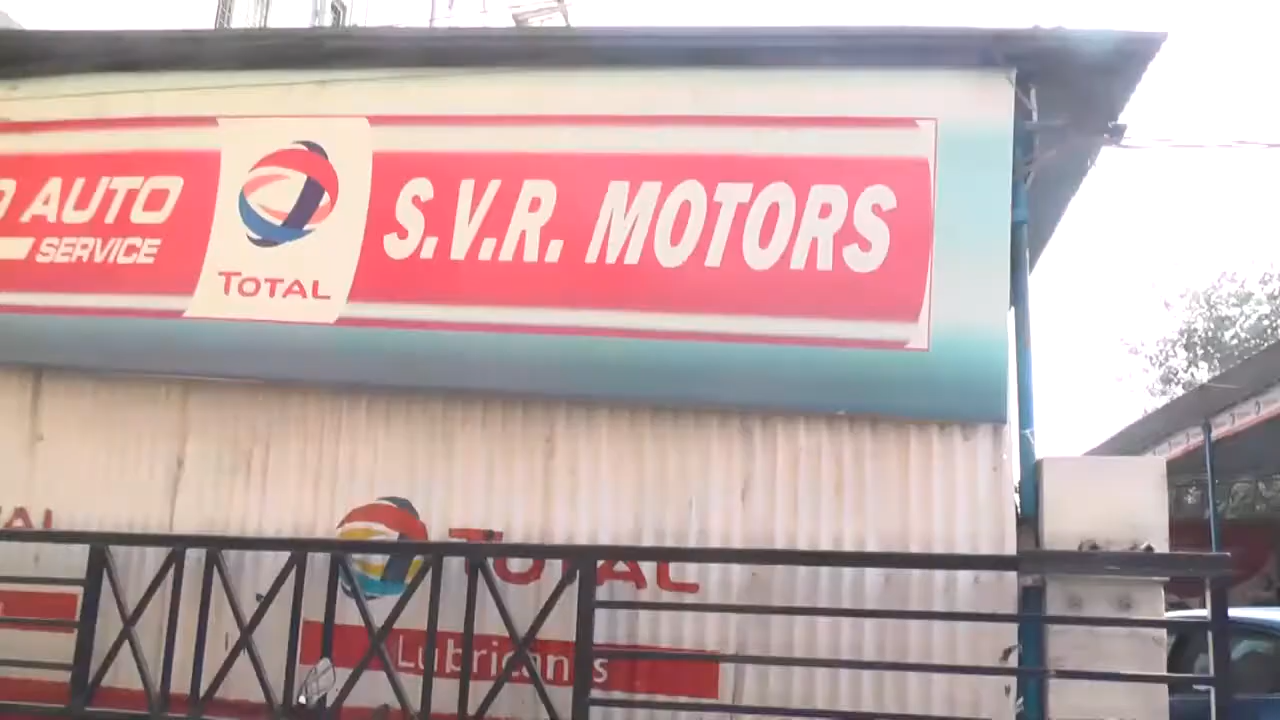 AUTO
SERVICE
TOTAL
S.V.R. MOTORS
TOTAL
Lubricants